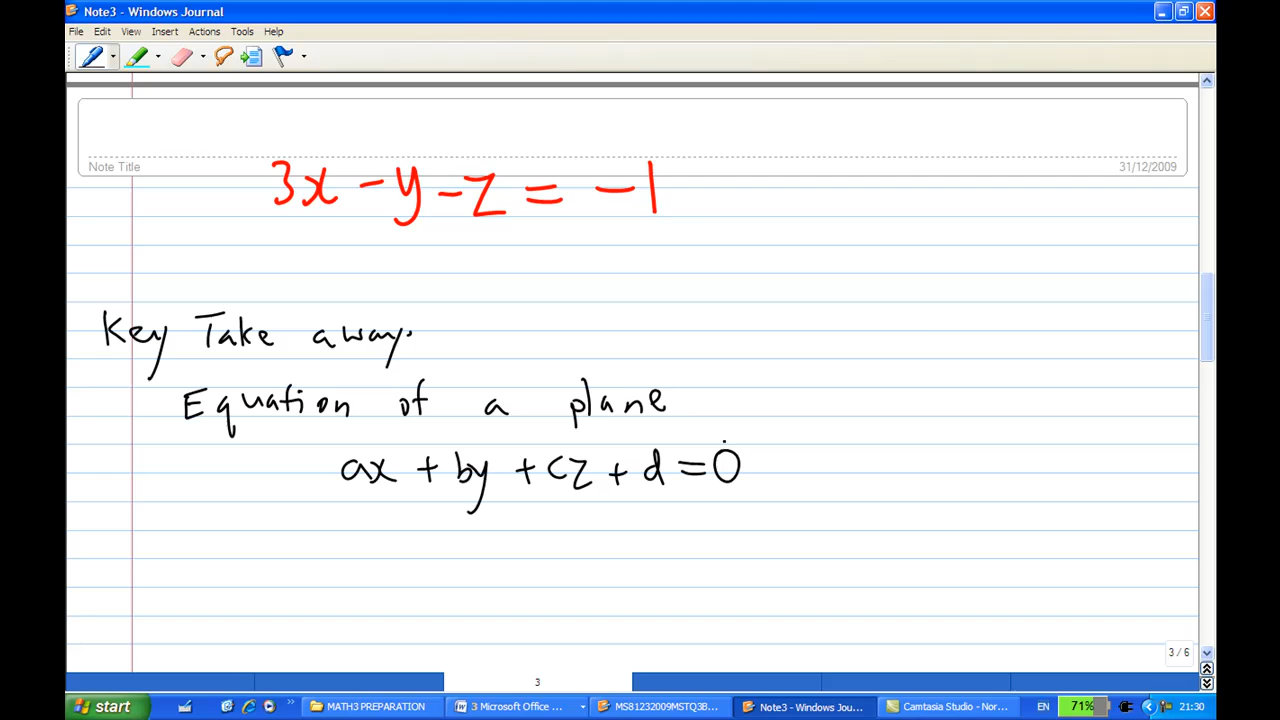 Note3 - Windows Journal
File Edit View Insert Actions Tools Help
Note Title
31/12/2009
3x - y - z = -1
Key Take away.
Equation of a plane
ax + by + cz + d = 0
3 / 6
3
start
MATH3 PREPARATION
3 Microsoft Office ...
MS81232009MSTQ3B...
Note3 - Windows Jou...
Camtasia Studio - Nor...
EN
71%
21:30